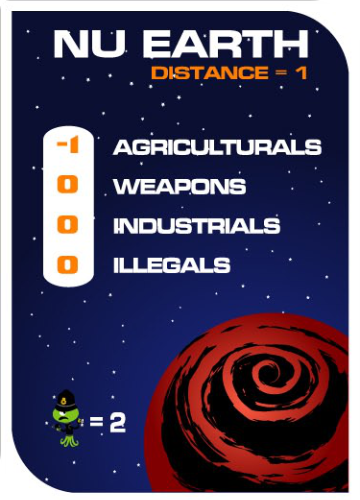 NU EARTH
DISTANCE = 1
-1 AGRICULTURALS
0 WEAPONS
0 INDUSTRIALS
0 ILLEGALS
= 2